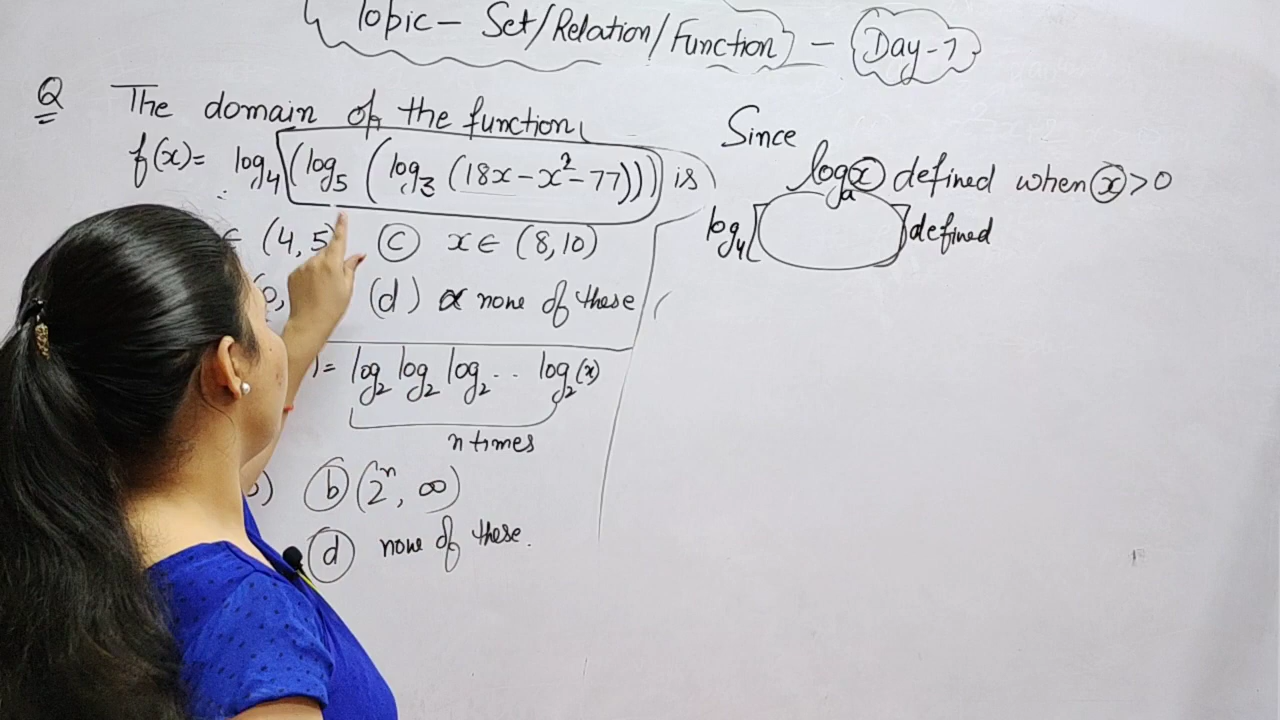 Topic — Set/Relation/Function — Day-7
Q The domain of the function
f(x) = log₄(log₅(log₃(18x-x²-77))) is
∈ (4,5) (c) x ∈ (8,10)
(d) none of these
= log₂ log₂ log₂ .. log₂(x)
n times
(b) (2ⁿ, ∞)
(d) none of these.
Since
logₐx defined when x > 0
log₄[ ] defined